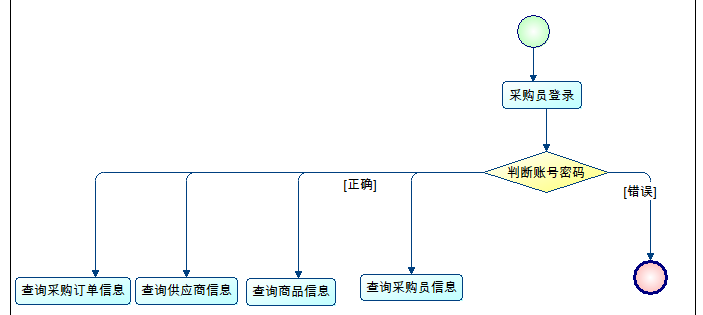 采购员登录
判断账号密码
[正确]
[错误]
查询采购订单信息
查询供应商信息
查询商品信息
查询采购员信息